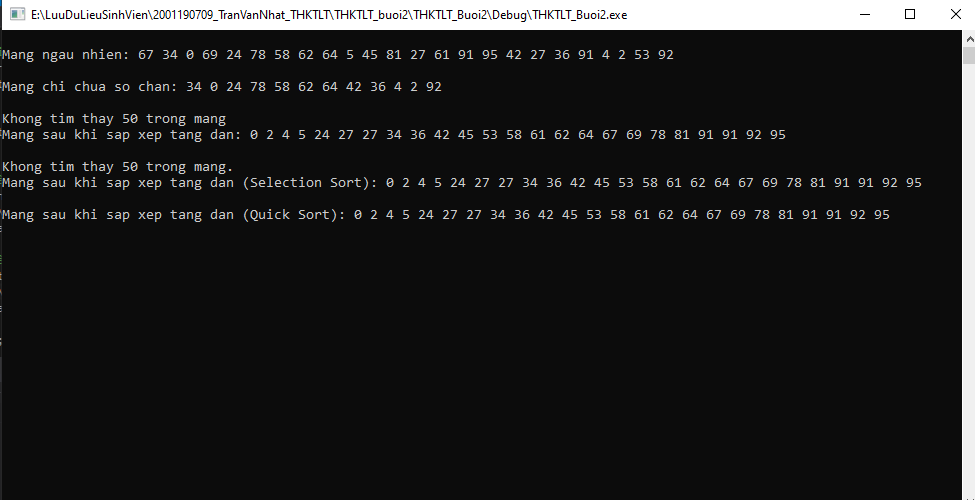 E:\LuuDuLieuSinhVien\2001190709_TranVanNhat_THKTLT\THKTLT_buoi2\THKTLT_Buoi2\Debug\THKTLT_Buoi2.exe
Mang ngau nhien: 67 34 0 69 24 78 58 62 64 5 45 81 27 61 91 95 42 27 36 91 4 2 53 92
Mang chi chua so chan: 34 0 24 78 58 62 64 42 36 4 2 92
Khong tim thay 50 trong mang
Mang sau khi sap xep tang dan: 0 2 4 5 24 27 27 34 36 42 45 53 58 61 62 64 67 69 78 81 91 91 92 95
Khong tim thay 50 trong mang.
Mang sau khi sap xep tang dan (Selection Sort): 0 2 4 5 24 27 27 34 36 42 45 53 58 61 62 64 67 69 78 81 91 91 92 95
Mang sau khi sap xep tang dan (Quick Sort): 0 2 4 5 24 27 27 34 36 42 45 53 58 61 62 64 67 69 78 81 91 91 92 95